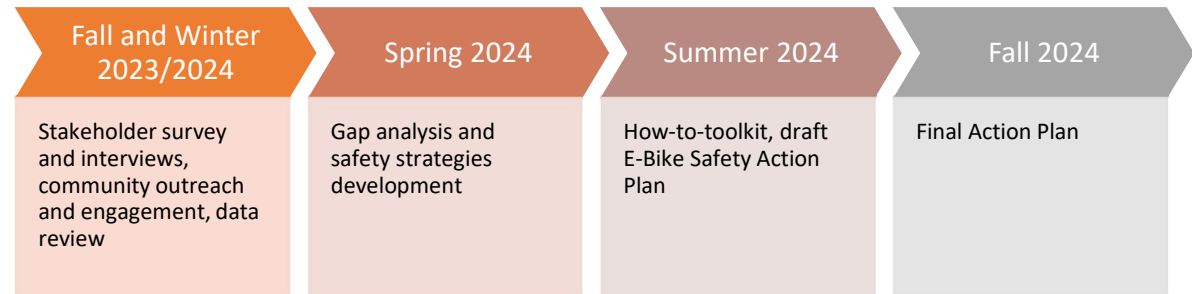 Fall and Winter
2023/2024
Stakeholder survey
and interviews,
community outreach
and engagement, data
review
Spring 2024
Gap analysis and
safety strategies
development
Summer 2024
How-to-toolkit, draft
E-Bike Safety Action
Plan
Fall 2024
Final Action Plan